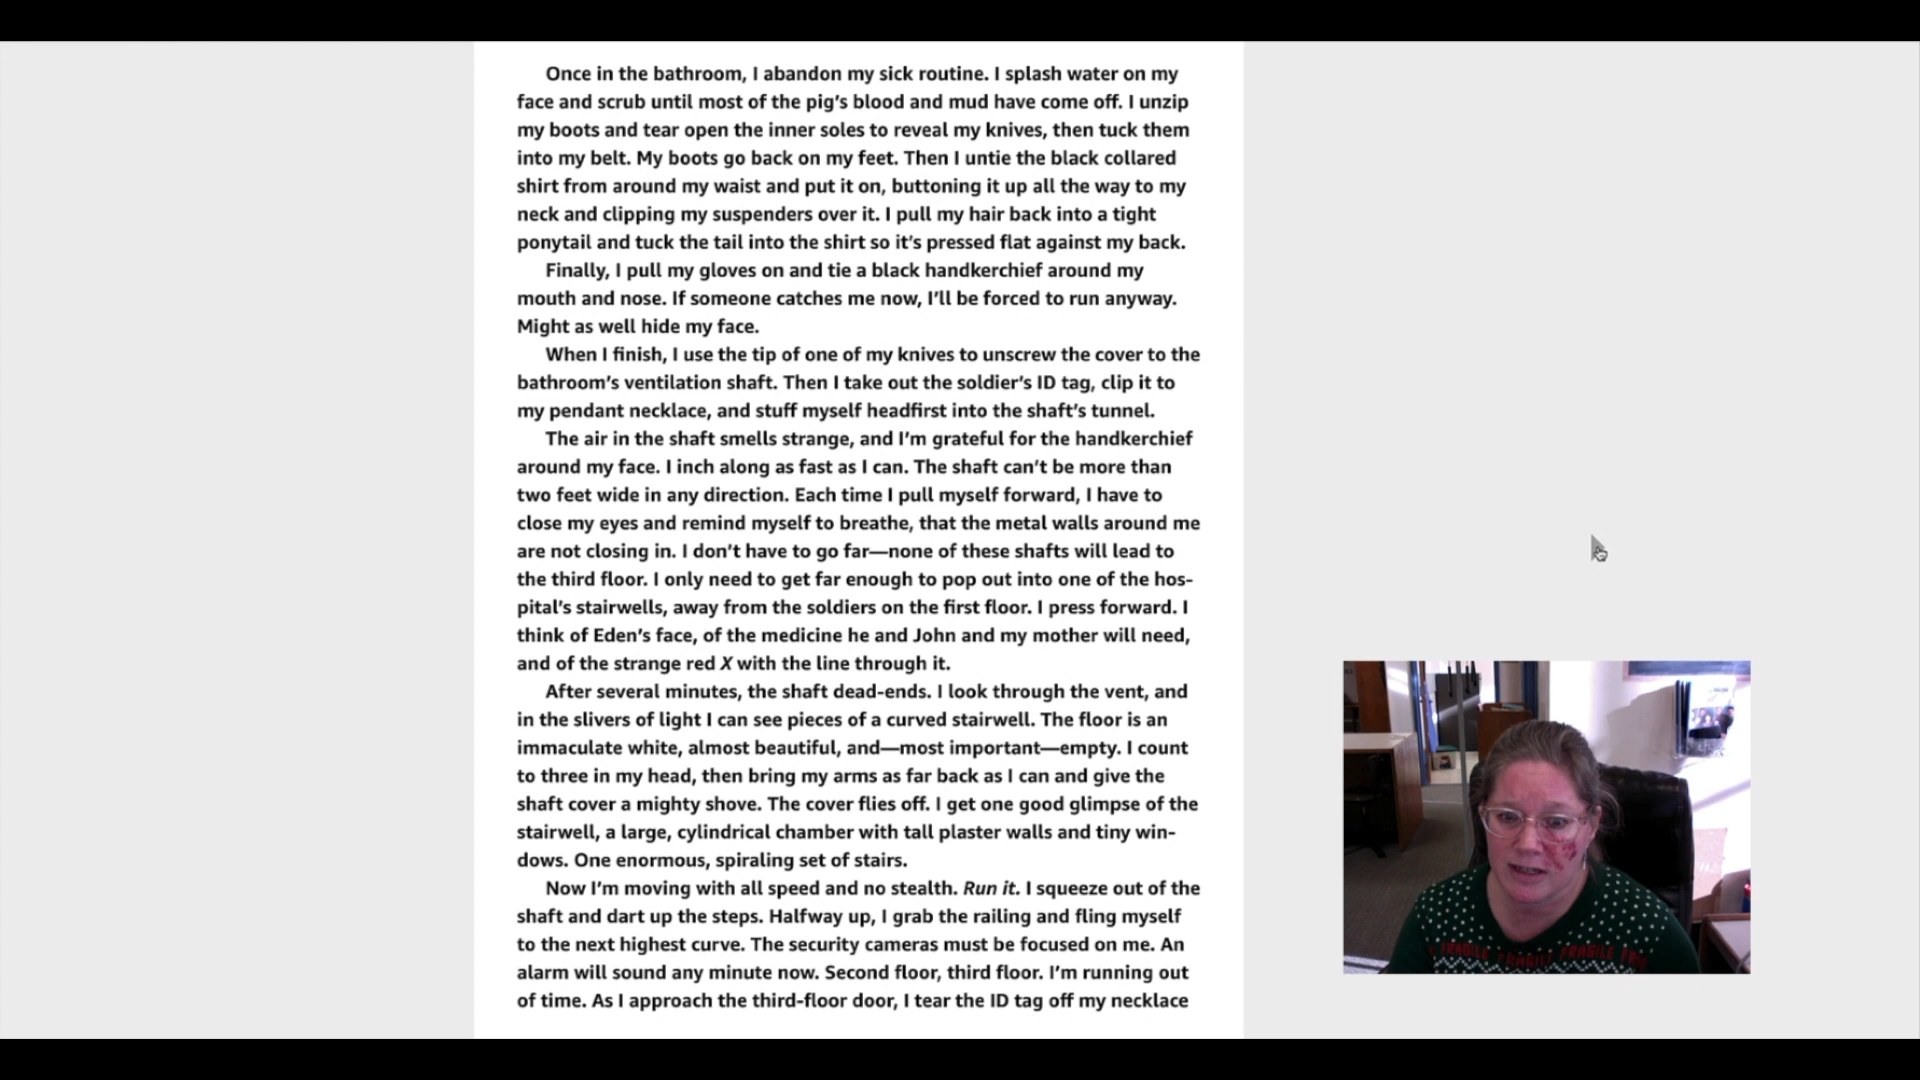 Once in the bathroom, I abandon my sick routine. I splash water on my
face and scrub until most of the pig’s blood and mud have come off. I unzip
my boots and tear open the inner soles to reveal my knives, then tuck them
into my belt. My boots go back on my feet. Then I untie the black collared
shirt from around my waist and put it on, buttoning it up all the way to my
neck and clipping my suspenders over it. I pull my hair back into a tight
ponytail and tuck the tail into the shirt so it’s pressed flat against my back.
Finally, I pull my gloves on and tie a black handkerchief around my
mouth and nose. If someone catches me now, I’ll be forced to run anyway.
Might as well hide my face.
When I finish, I use the tip of one of my knives to unscrew the cover to the
bathroom’s ventilation shaft. Then I take out the soldier’s ID tag, clip it to
my pendant necklace, and stuff myself headfirst into the shaft’s tunnel.
The air in the shaft smells strange, and I’m grateful for the handkerchief
around my face. I inch along as fast as I can. The shaft can’t be more than
two feet wide in any direction. Each time I pull myself forward, I have to
close my eyes and remind myself to breathe, that the metal walls around me
are not closing in. I don’t have to go far—none of these shafts will lead to
the third floor. I only need to get far enough to pop out into one of the hos-
pital’s stairwells, away from the soldiers on the first floor. I press forward. I
think of Eden’s face, of the medicine he and John and my mother will need,
and of the strange red X with the line through it.
After several minutes, the shaft dead-ends. I look through the vent, and
in the slivers of light I can see pieces of a curved stairwell. The floor is an
immaculate white, almost beautiful, and—most important—empty. I count
to three in my head, then bring my arms as far back as I can and give the
shaft cover a mighty shove. The cover flies off. I get one good glimpse of the
stairwell, a large, cylindrical chamber with tall plaster walls and tiny win-
dows. One enormous, spiraling set of stairs.
Now I’m moving with all speed and no stealth. Run it. I squeeze out of the
shaft and dart up the steps. Halfway up, I grab the railing and fling myself
to the next highest curve. The security cameras must be focused on me. An
alarm will sound any minute now. Second floor, third floor. I’m running out
of time. As I approach the third-floor door, I tear the ID tag off my necklace
FRAGILE FRAGILE FRAGILE